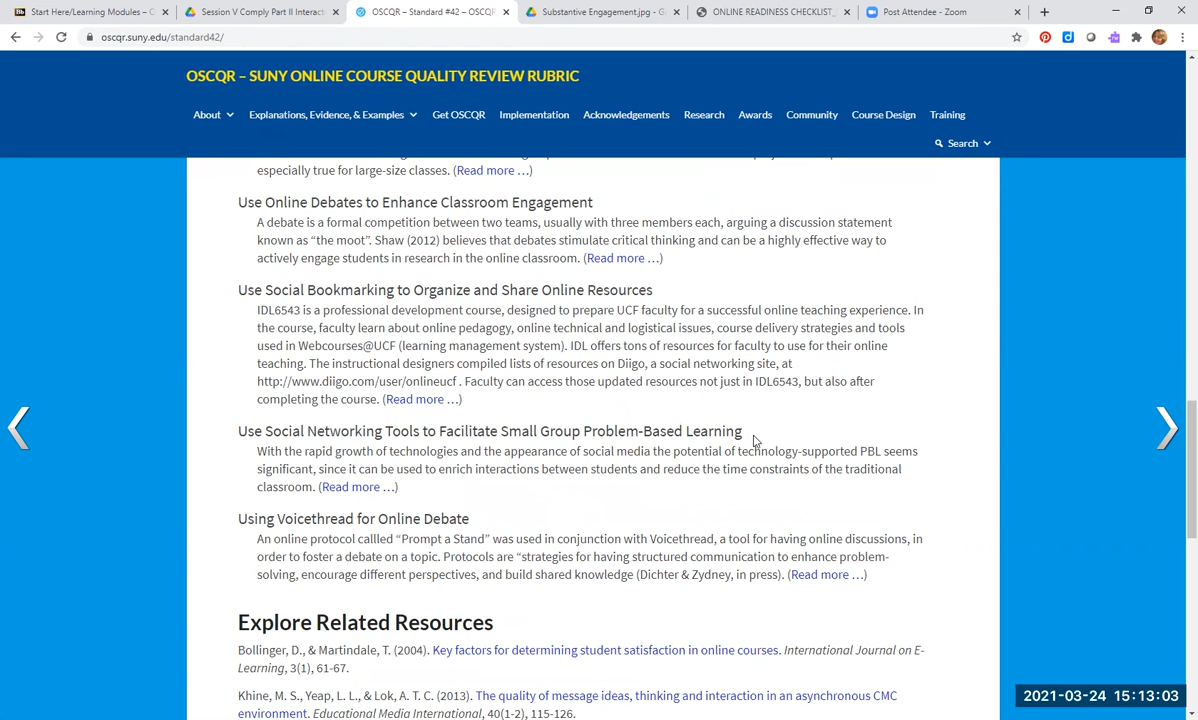 Start Here/Learning Modules – C
Session V Comply Part II Interact
OSCQR – Standard #42 – OSCQR
Substantive Engagement.jpg - G
ONLINE READINESS CHECKLIST
Post Attendee - Zoom
oscqr.suny.edu/standard42/
OSCQR – SUNY ONLINE COURSE QUALITY REVIEW RUBRIC
About
Explanations, Evidence, & Examples
Get OSCQR
Implementation
Acknowledgements
Research
Awards
Community
Course Design
Training
Search
especially true for large-size classes. (Read more …)
Use Online Debates to Enhance Classroom Engagement
A debate is a formal competition between two teams, usually with three members each, arguing a discussion statement
known as “the moot”. Shaw (2012) believes that debates stimulate critical thinking and can be a highly effective way to
actively engage students in research in the online classroom. (Read more …)
Use Social Bookmarking to Organize and Share Online Resources
IDL6543 is a professional development course, designed to prepare UCF faculty for a successful online teaching experience. In
the course, faculty learn about online pedagogy, online technical and logistical issues, course delivery strategies and tools
used in Webcourses@UCF (learning management system). IDL offers tons of resources for faculty to use for their online
teaching. The instructional designers compiled lists of resources on Diigo, a social networking site, at
http://www.diigo.com/user/onlineucf . Faculty can access those updated resources not just in IDL6543, but also after
completing the course. (Read more …)
Use Social Networking Tools to Facilitate Small Group Problem-Based Learning
With the rapid growth of technologies and the appearance of social media the potential of technology-supported PBL seems
significant, since it can be used to enrich interactions between students and reduce the time constraints of the traditional
classroom. (Read more …)
Using Voicethread for Online Debate
An online protocol callled “Prompt a Stand” was used in conjunction with Voicethread, a tool for having online discussions, in
order to foster a debate on a topic. Protocols are “strategies for having structured communication to enhance problem-
solving, encourage different perspectives, and build shared knowledge (Dichter & Zydney, in press). (Read more …)
Explore Related Resources
Bollinger, D., & Martindale, T. (2004). Key factors for determining student satisfaction in online courses. International Journal on E-
Learning, 3(1), 61-67.
Khine, M. S., Yeap, L. L., & Lok, A. T. C. (2013). The quality of message ideas, thinking and interaction in an asynchronous CMC
environment. Educational Media International, 40(1-2), 115-126.
2021-03-24 15:13:03